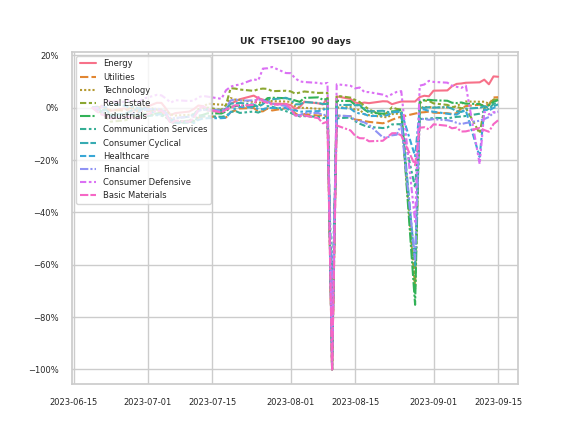 UK FTSE100 90 days
20%
0%
−20%
−40%
−60%
−80%
−100%
Energy
Utilities
Technology
Real Estate
Industrials
Communication Services
Consumer Cyclical
Healthcare
Financial
Consumer Defensive
Basic Materials
2023-06-15
2023-07-01
2023-07-15
2023-08-01
2023-08-15
2023-09-01
2023-09-15